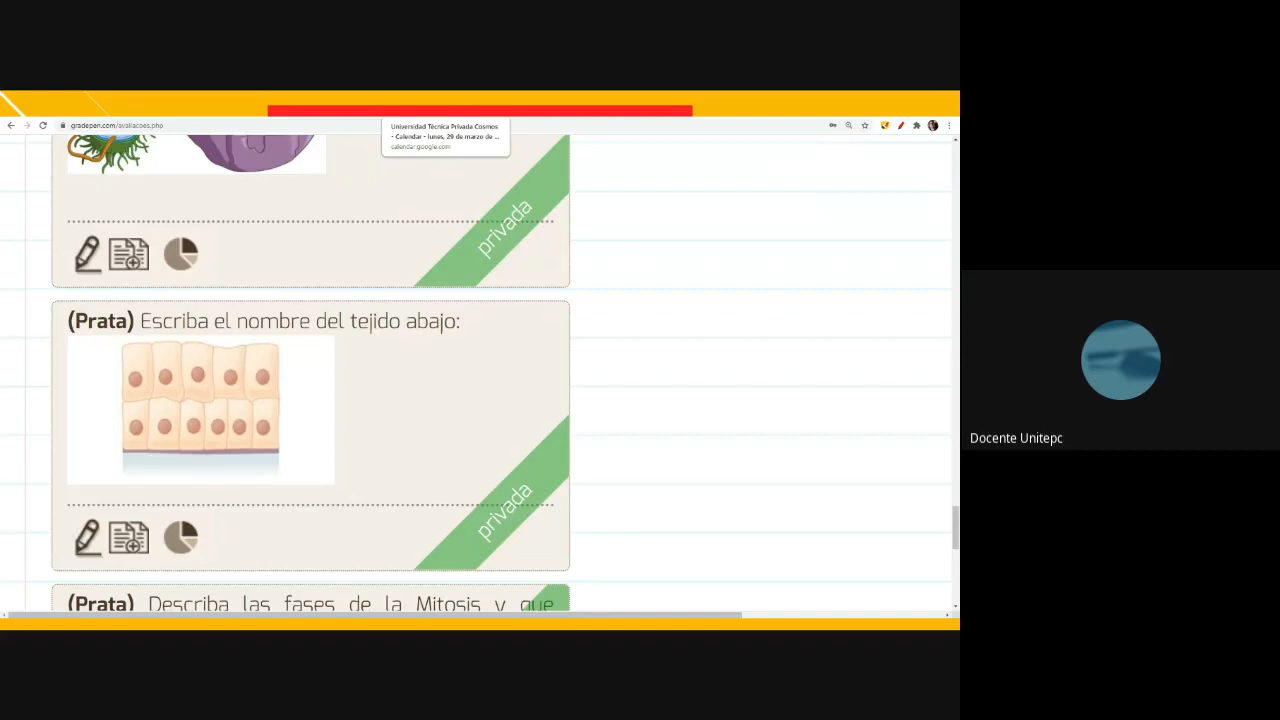 gradepen.com/avaliacoes.php
Universidad Técnica Privada Cosmos
- Calendar - lunes, 29 de marzo de ...
calendar.google.com
privada
(Prata) Escriba el nombre del tejido abajo:
privada
Docente Unitepc
(Prata) Describa las fases de la Mitosis y que